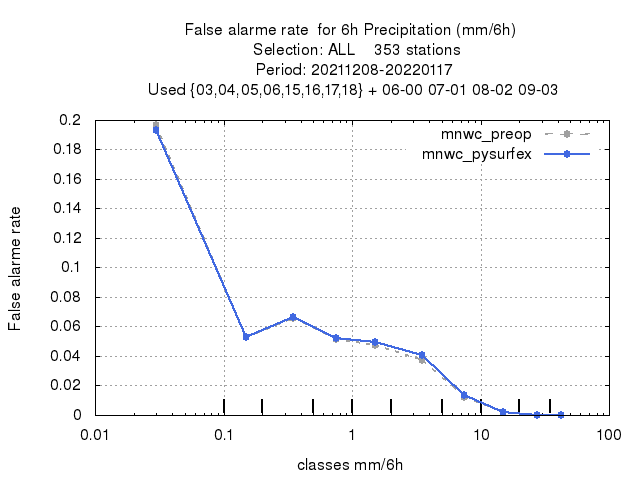 False alarme rate  for 6h Precipitation (mm/6h)
Selection: ALL    353 stations
Period: 20211208-20220117
Used {03,04,05,06,15,16,17,18} + 06-00 07-01 08-02 09-03
mnwc_preop
mnwc_pysurfex
False alarme rate
0.2
0.18
0.16
0.14
0.12
0.1
0.08
0.06
0.04
0.02
0
0.01 0.1 1 10 100
classes mm/6h